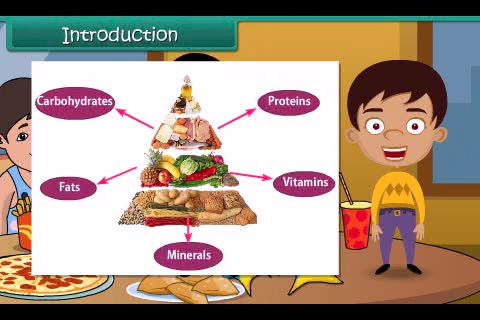 Introduction
Carbohydrates
Proteins
Fats
Vitamins
Minerals